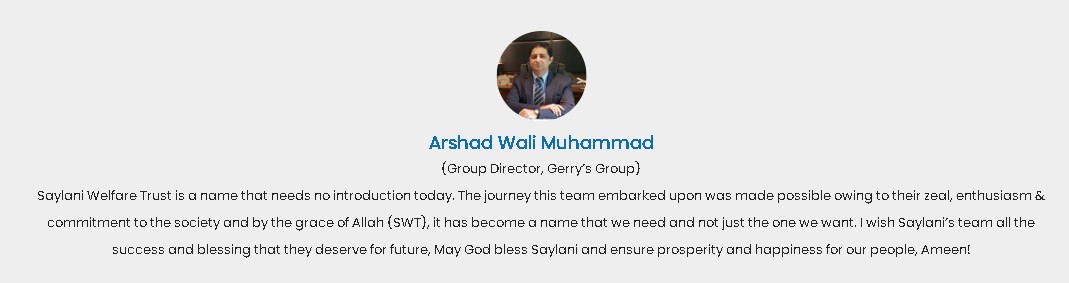 Arshad Wali Muhammad
(Group Director, Gerry's Group)
Saylani Welfare Trust is a name that needs no introduction today. The journey this team embarked upon was made possible owing to their zeal, enthusiasm &
commitment to the society and by the grace of Allah (SWT), it has become a name that we need and not just the one we want. I wish Saylani's team all the
success and blessing that they deserve for future, May God bless Saylani and ensure prosperity and happiness for our people, Ameen!